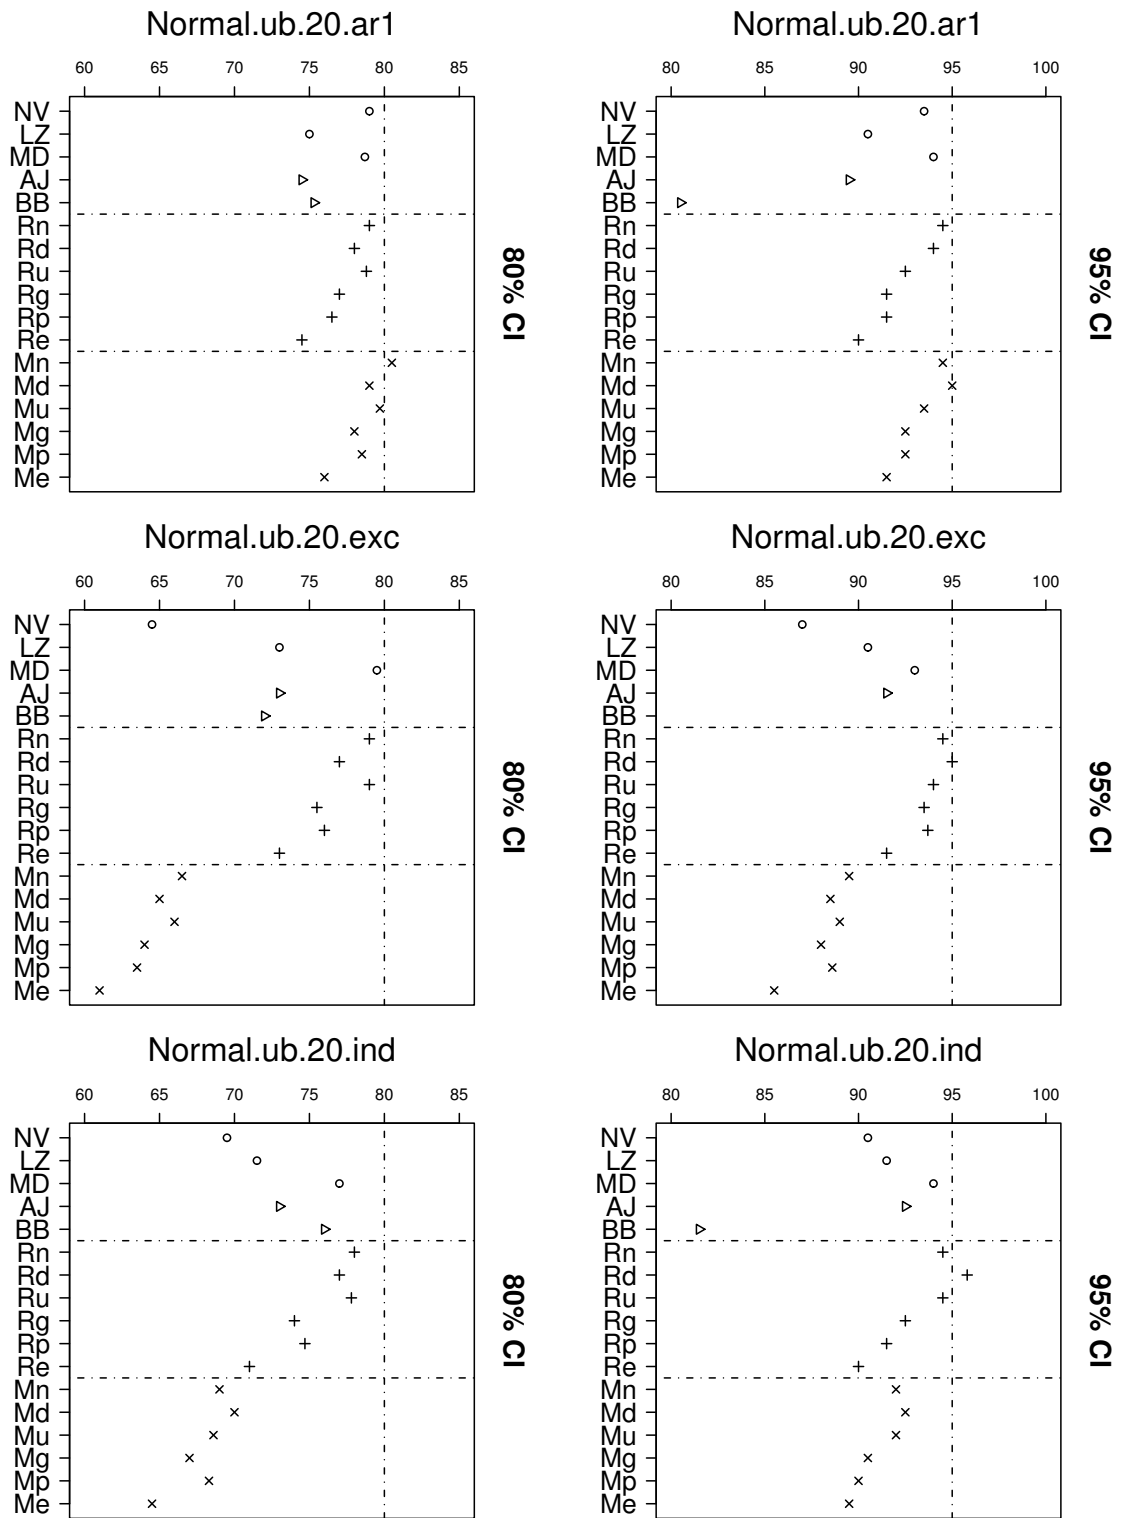 Normal.ub.20.ar1
60 65 70 75 80 85
NV
LZ
MD
AJ
BB
Rn
Rd
Ru
Rg
Rp
Re
Mn
Md
Mu
Mg
Mp
Me
80% CI
Normal.ub.20.ar1
80 85 90 95 100
NV
LZ
MD
AJ
BB
Rn
Rd
Ru
Rg
Rp
Re
Mn
Md
Mu
Mg
Mp
Me
95% CI
Normal.ub.20.exc
60 65 70 75 80 85
NV
LZ
MD
AJ
BB
Rn
Rd
Ru
Rg
Rp
Re
Mn
Md
Mu
Mg
Mp
Me
80% CI
Normal.ub.20.exc
80 85 90 95 100
NV
LZ
MD
AJ
BB
Rn
Rd
Ru
Rg
Rp
Re
Mn
Md
Mu
Mg
Mp
Me
95% CI
Normal.ub.20.ind
60 65 70 75 80 85
NV
LZ
MD
AJ
BB
Rn
Rd
Ru
Rg
Rp
Re
Mn
Md
Mu
Mg
Mp
Me
80% CI
Normal.ub.20.ind
80 85 90 95 100
NV
LZ
MD
AJ
BB
Rn
Rd
Ru
Rg
Rp
Re
Mn
Md
Mu
Mg
Mp
Me
95% CI